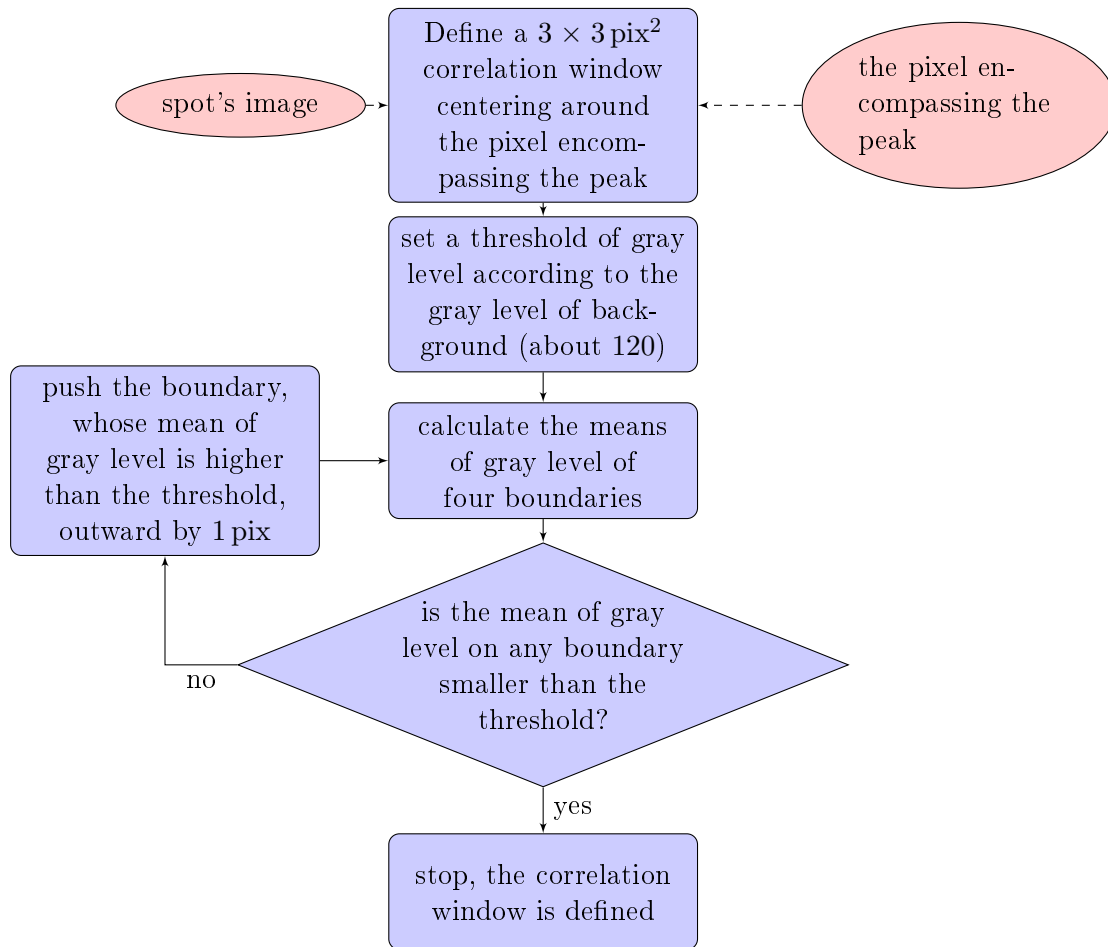 Define a 3 × 3 pix²
correlation window
centering around
the pixel encom-
passing the peak
spot's image
the pixel en-
compassing the
peak
set a threshold of gray
level according to the
gray level of back-
ground (about 120)
push the boundary,
whose mean of
gray level is higher
than the threshold,
outward by 1 pix
calculate the means
of gray level of
four boundaries
is the mean of gray
level on any boundary
smaller than the
threshold?
no
yes
stop, the correlation
window is defined